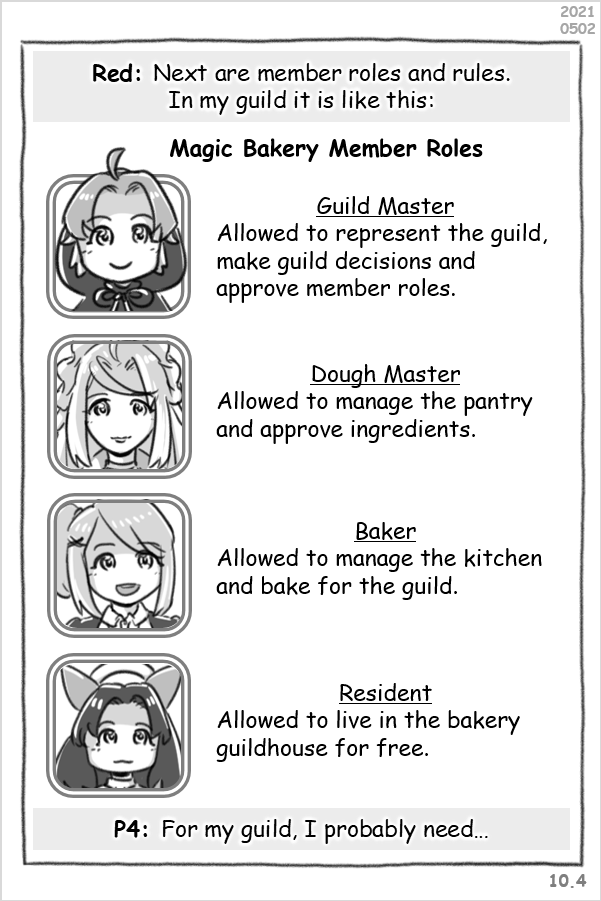 2021
0502
Red: Next are member roles and rules.
In my guild it is like this:
Magic Bakery Member Roles
Guild Master
Allowed to represent the guild,
make guild decisions and
approve member roles.
Dough Master
Allowed to manage the pantry
and approve ingredients.
Baker
Allowed to manage the kitchen
and bake for the guild.
Resident
Allowed to live in the bakery
guildhouse for free.
P4: For my guild, I probably need...
10.4